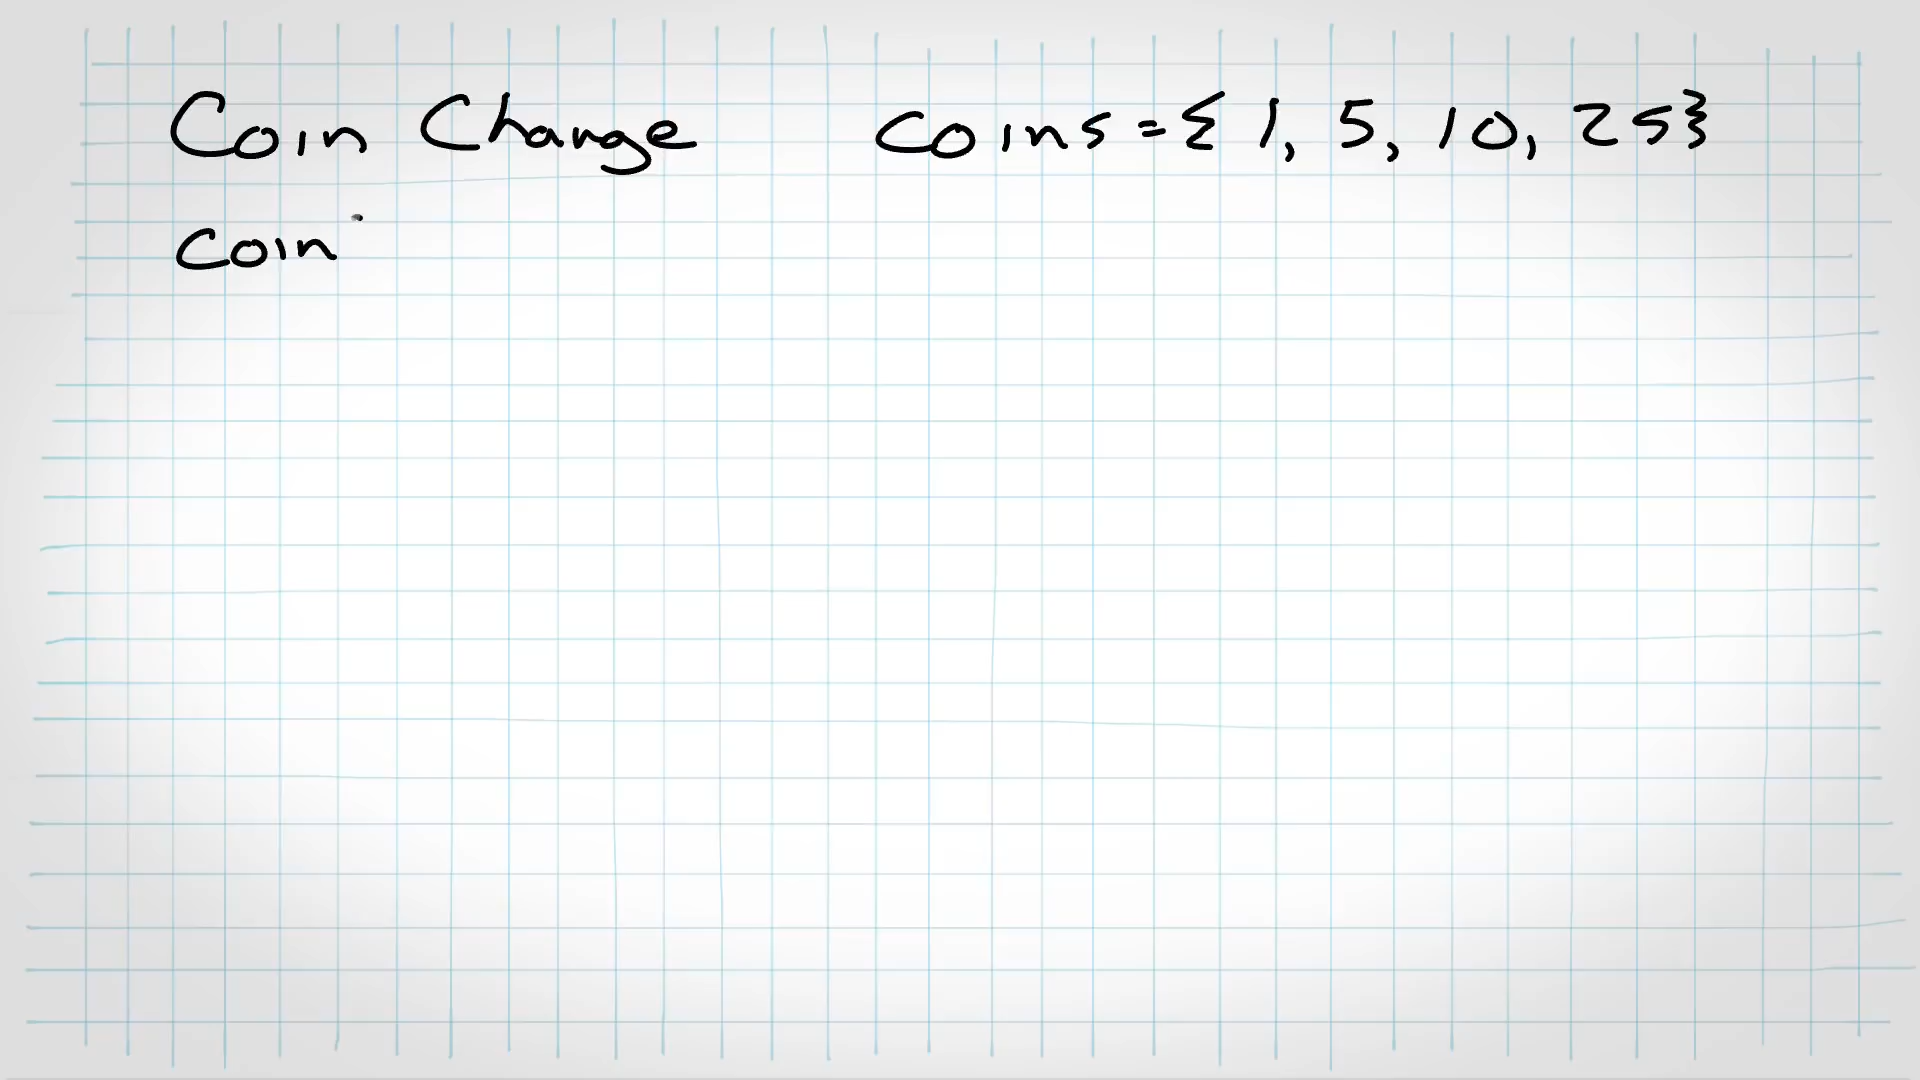 Coin Change coins = { 1, 5, 10, 25}
coin